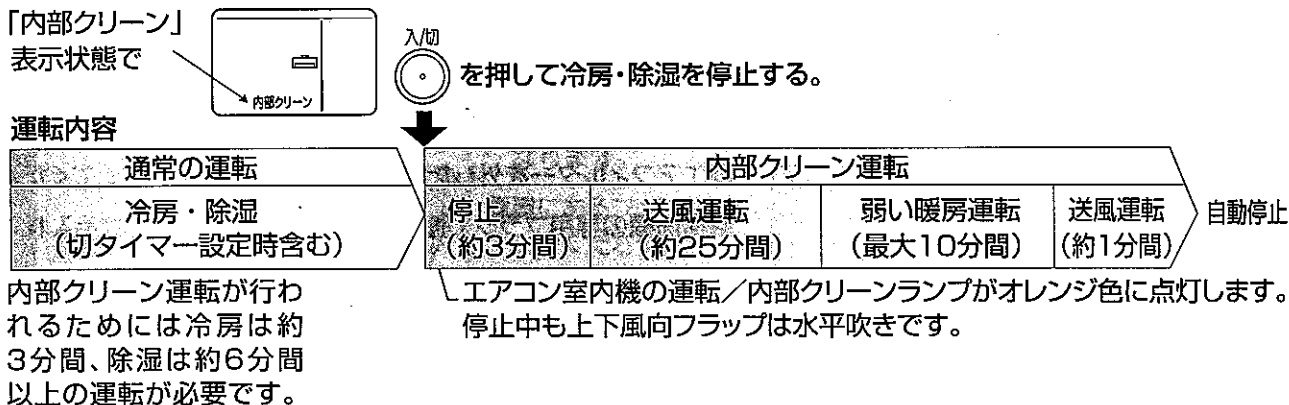 「内部クリーン」
表示状態で
内部クリーン
入/切
を押して冷房・除湿を停止する。
運転内容
通常の運転
内部クリーン運転
冷房・除湿
(切タイマー設定時含む)
停止
(約3分間)
送風運転
(約25分間)
弱い暖房運転
(最大10分間)
送風運転
(約1分間)
自動停止
内部クリーン運転が行わ
れるためには冷房は約
3分間、除湿は約6分間
以上の運転が必要です。
エアコン室内機の運転／内部クリーンランプがオレンジ色に点灯します。
停止中も上下風向フラップは水平吹きです。